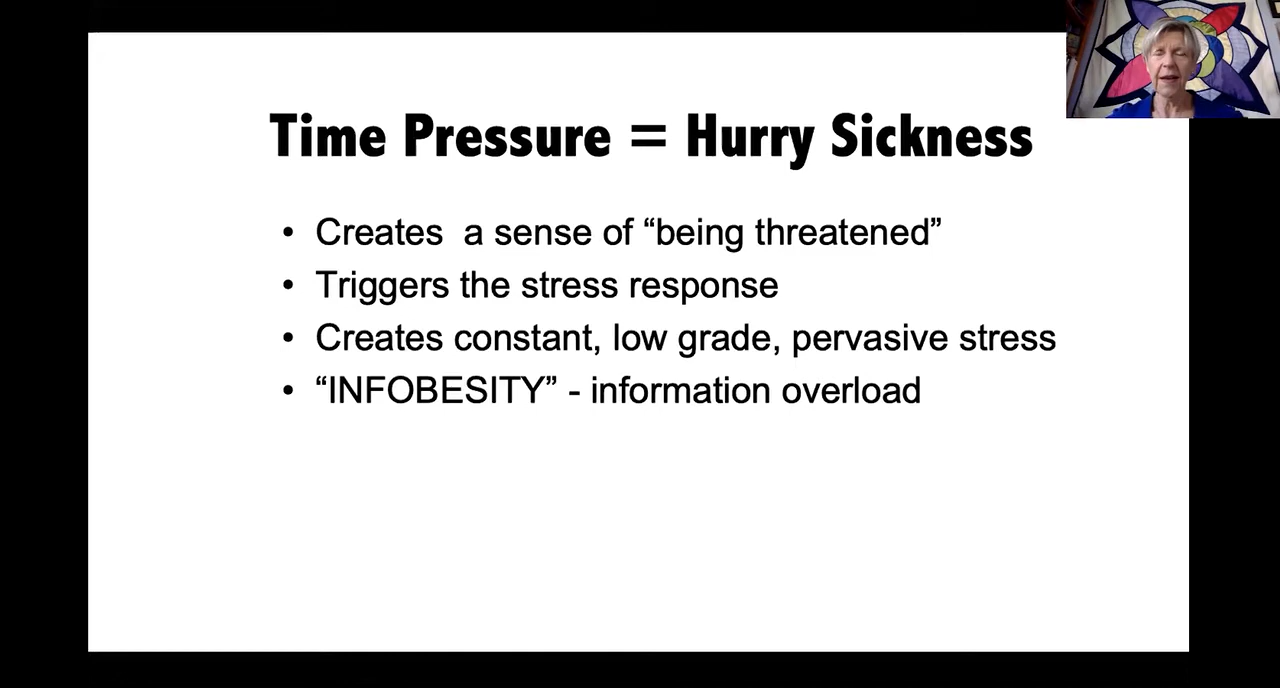 Time Pressure = Hurry Sickness
• Creates  a sense of “being threatened”
• Triggers the stress response
• Creates constant, low grade, pervasive stress
• “INFOBESITY” - information overload